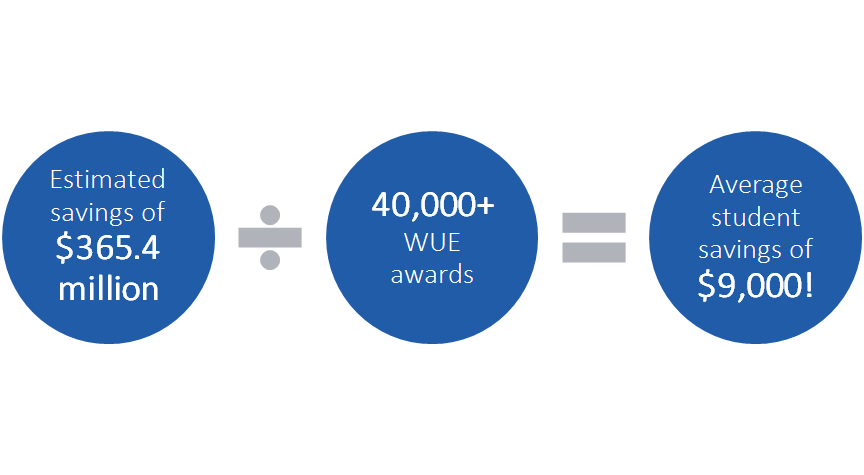 Estimated
savings of
$365.4
million
÷
40,000+
WUE
awards
=
Average
student
savings of
$9,000!